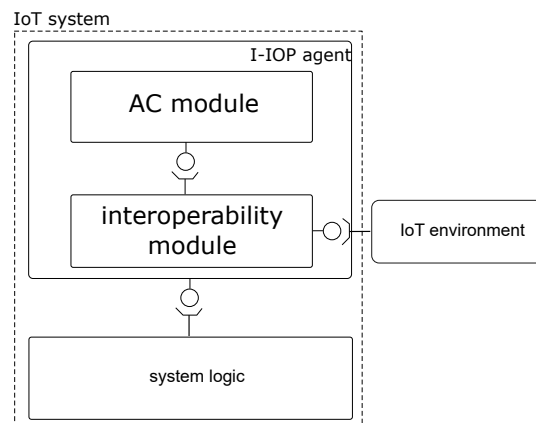 IoT system
I-IOP agent
AC module
interoperability
module
IoT environment
system logic